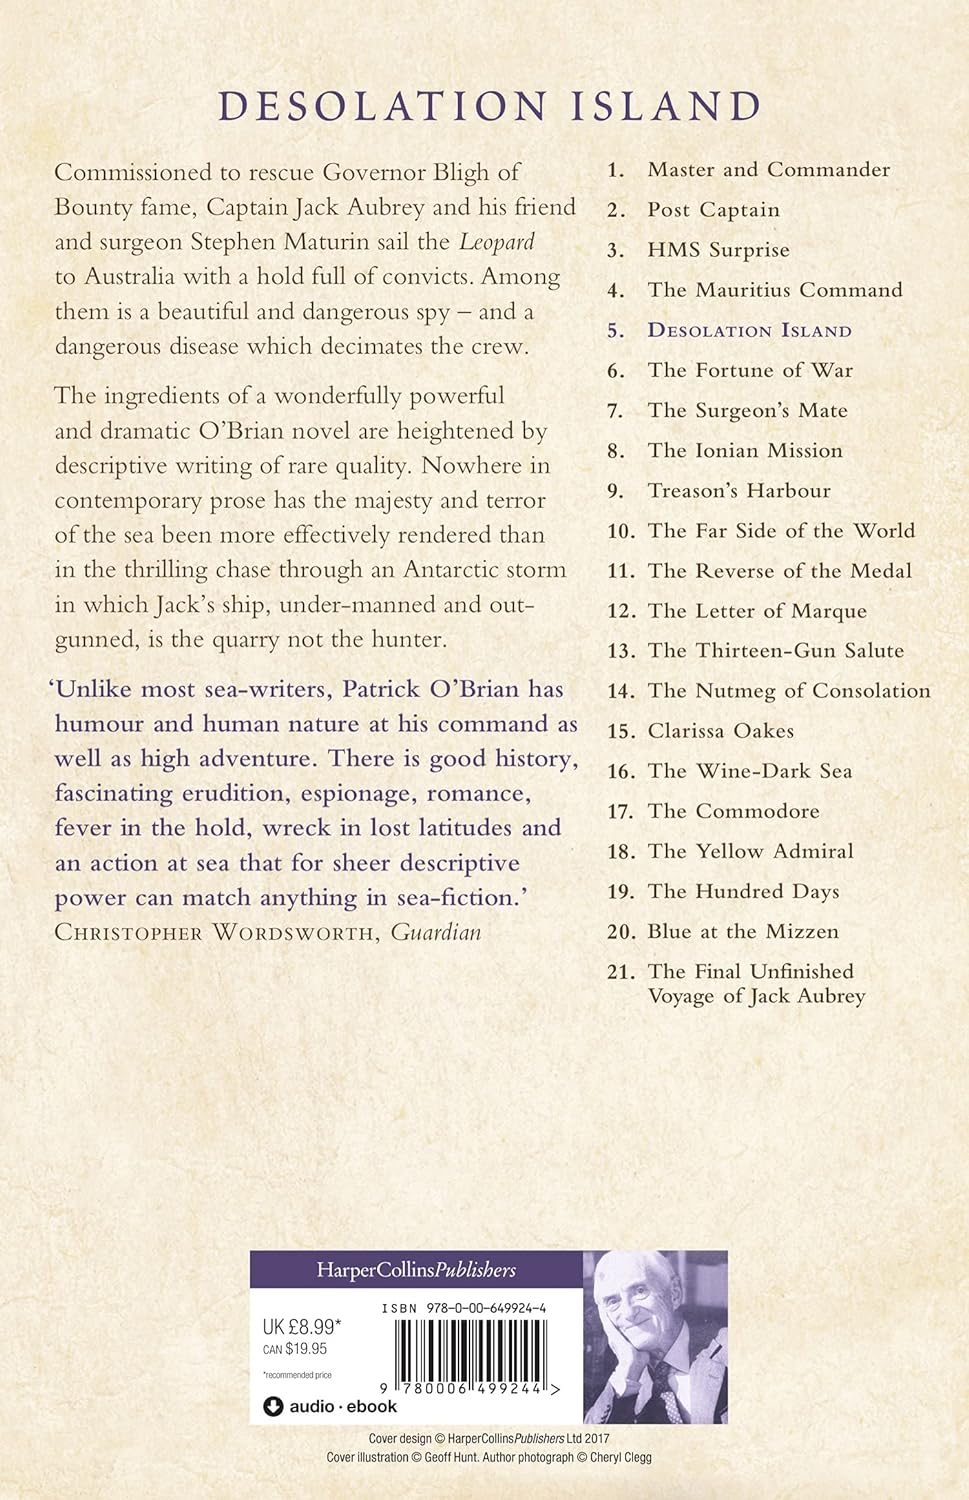 DESOLATION ISLAND
Commissioned to rescue Governor Bligh of
Bounty fame, Captain Jack Aubrey and his friend
and surgeon Stephen Maturin sail the Leopard
to Australia with a hold full of convicts. Among
them is a beautiful and dangerous spy – and a
dangerous disease which decimates the crew.
The ingredients of a wonderfully powerful
and dramatic O’Brian novel are heightened by
descriptive writing of rare quality. Nowhere in
contemporary prose has the majesty and terror
of the sea been more effectively rendered than
in the thrilling chase through an Antarctic storm
in which Jack’s ship, under-manned and out-
gunned, is the quarry not the hunter.
‘Unlike most sea-writers, Patrick O’Brian has
humour and human nature at his command as
well as high adventure. There is good history,
fascinating erudition, espionage, romance,
fever in the hold, wreck in lost latitudes and
an action at sea that for sheer descriptive
power can match anything in sea-fiction.’
CHRISTOPHER WORDSWORTH, Guardian
1. Master and Commander
2. Post Captain
3. HMS Surprise
4. The Mauritius Command
5. DESOLATION ISLAND
6. The Fortune of War
7. The Surgeon’s Mate
8. The Ionian Mission
9. Treason’s Harbour
10. The Far Side of the World
11. The Reverse of the Medal
12. The Letter of Marque
13. The Thirteen-Gun Salute
14. The Nutmeg of Consolation
15. Clarissa Oakes
16. The Wine-Dark Sea
17. The Commodore
18. The Yellow Admiral
19. The Hundred Days
20. Blue at the Mizzen
21. The Final Unfinished
Voyage of Jack Aubrey
HarperCollinsPublishers
UK £8.99*
CAN $19.95
*recommended price
audio · ebook
ISBN 978-0-00-649924-4
9 780006 499244 >
Cover design © HarperCollinsPublishers Ltd 2017
Cover illustration © Geoff Hunt. Author photograph © Cheryl Clegg